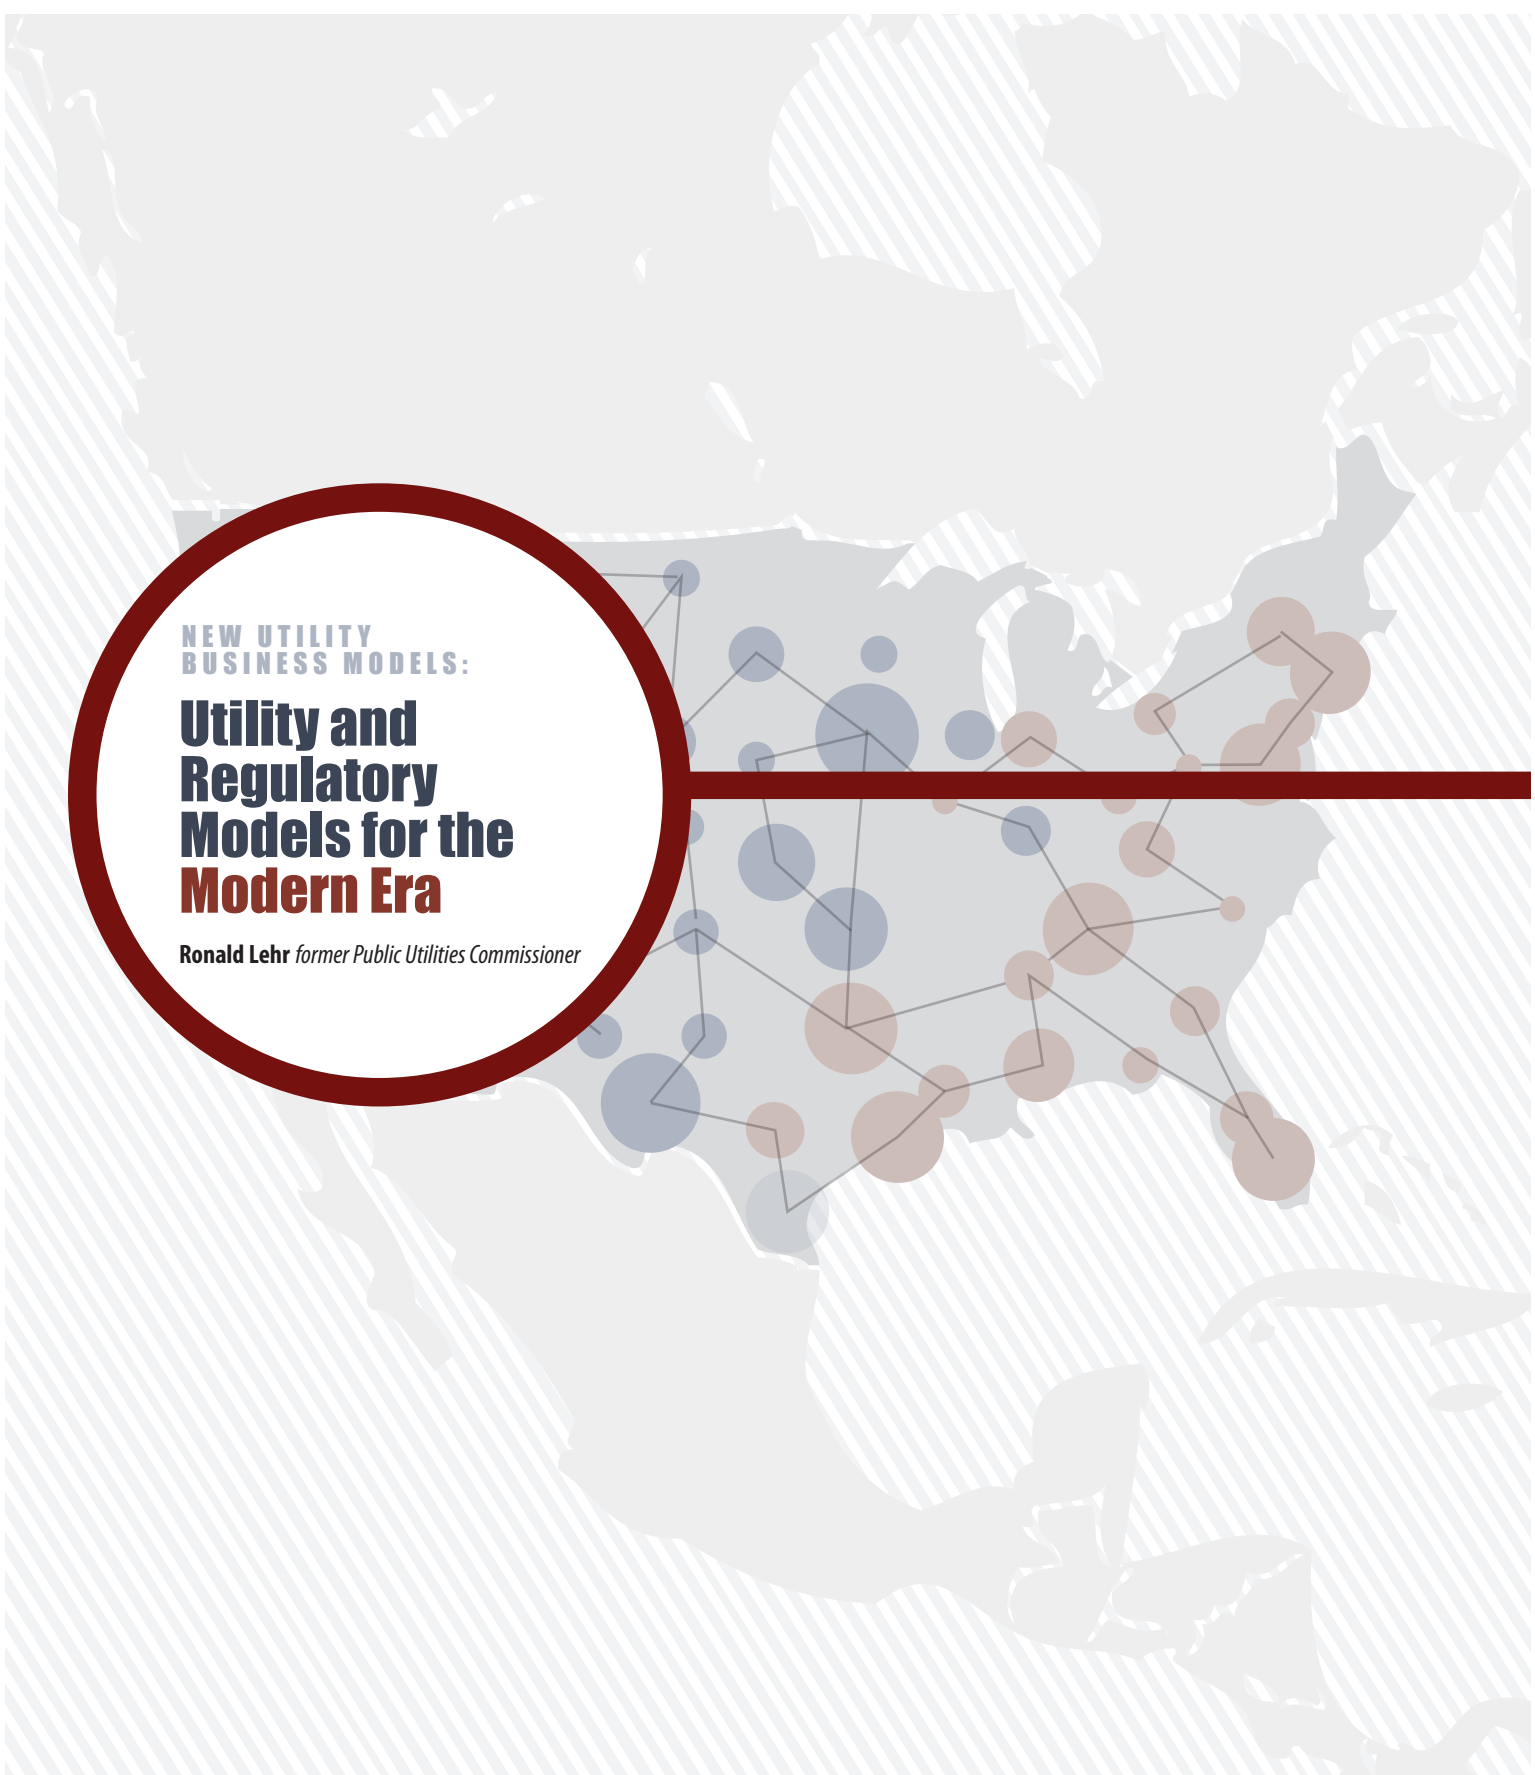 NEW UTILITY
BUSINESS MODELS:
Utility and
Regulatory
Models for the
Modern Era
Ronald Lehr former Public Utilities Commissioner